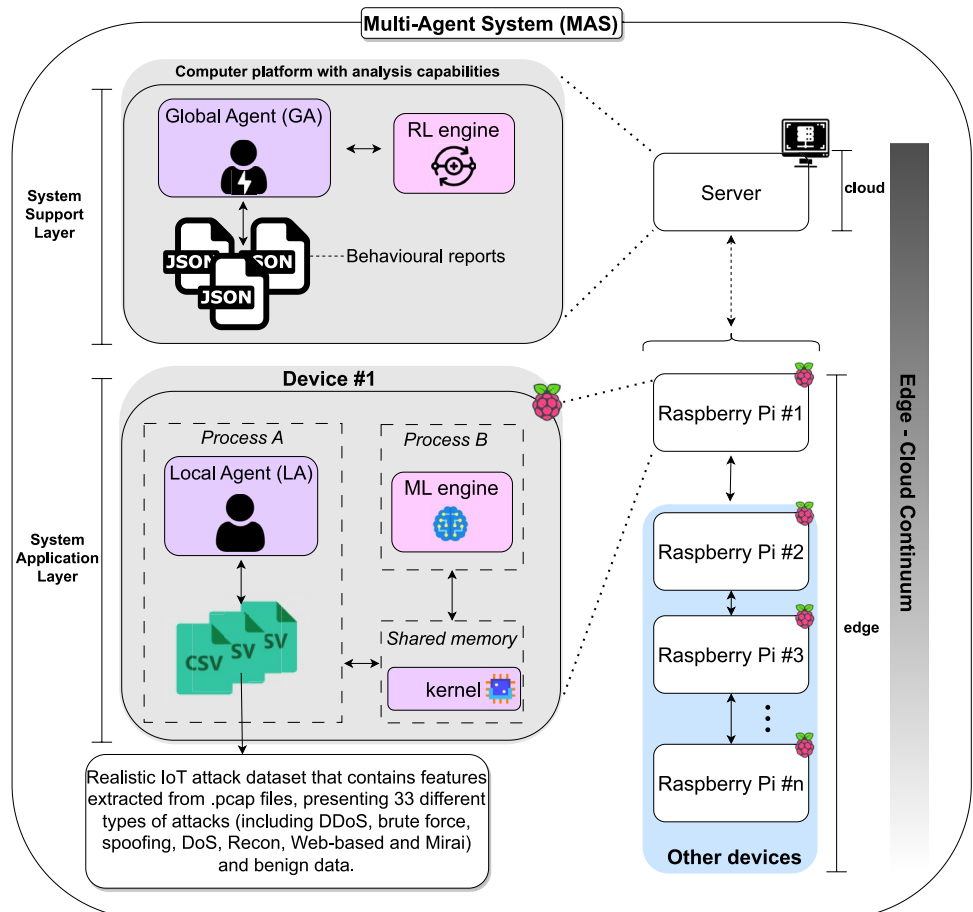 Multi-Agent System (MAS)
Computer platform with analysis capabilities
Global Agent (GA)
RL engine
JSON
JSON
JSON
Behavioural reports
System
Support
Layer
Server
cloud
Edge - Cloud Continuum
Device #1
Process A
Local Agent (LA)
Process B
ML engine
CSV
SV
SV
Shared memory
kernel
System
Application
Layer
Raspberry Pi #1
Raspberry Pi #2
Raspberry Pi #3
Raspberry Pi #n
Other devices
edge
Realistic IoT attack dataset that contains features
extracted from .pcap files, presenting 33 different
types of attacks (including DDoS, brute force,
spoofing, DoS, Recon, Web-based and Mirai)
and benign data.